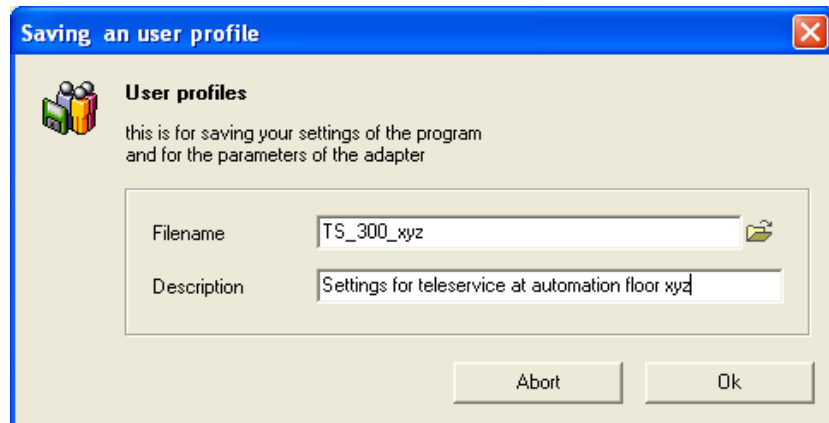 Saving an user profile
User profiles
this is for saving your settings of the program
and for the parameters of the adapter
Filename TS_300_xyz
Description Settings for teleservice at automation floor xyz
Abort Ok